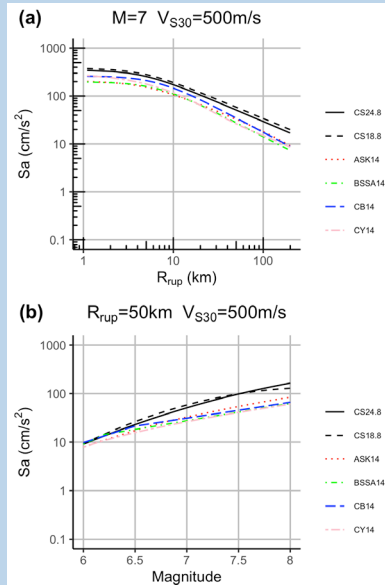 (a) M=7 V_S30=500m/s
Sa (cm/s²)
1000
100
10
1
0.1
1 10 100
R_rup (km)
CS24.8
CS18.8
ASK14
BSSA14
CB14
CY14
(b) R_rup=50km V_S30=500m/s
Sa (cm/s²)
1000
100
10
1
0.1
6 6.5 7 7.5 8
Magnitude
CS24.8
CS18.8
ASK14
BSSA14
CB14
CY14